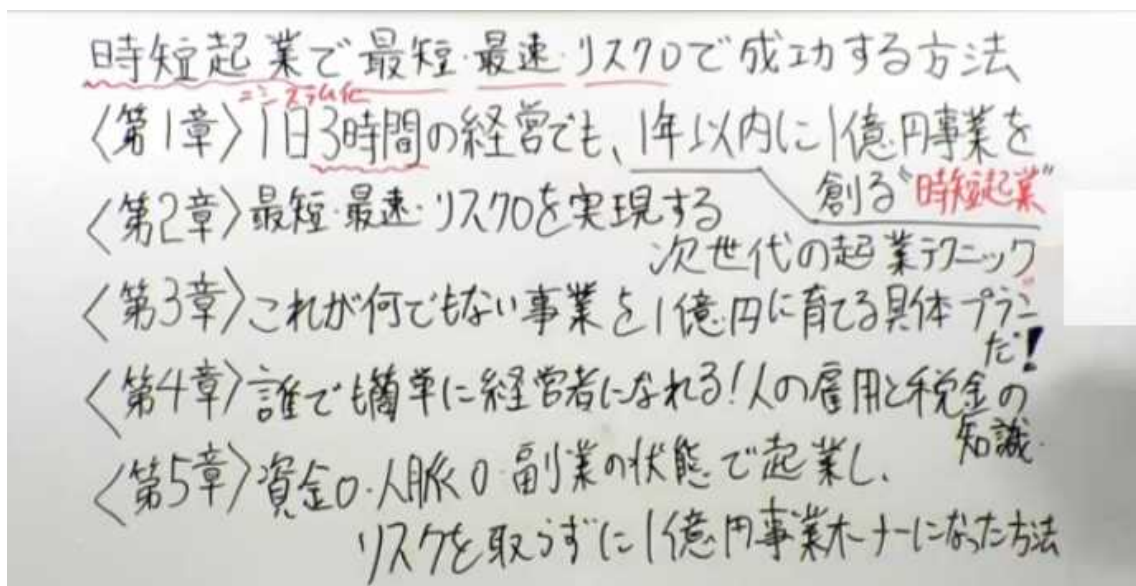 時短起業で最短・最速・リスク0で成功する方法
=システム化
〈第1章〉1日3時間の経営でも、1年以内に1億円事業を
創る"時短起業"
〈第2章〉最短・最速・リスク0を実現する
次世代の起業テクニック
〈第3章〉これが何でもない事業を1億円に育てる具体プラン
だ!
〈第4章〉誰でも簡単に経営者になれる!人の雇用と税金の
知識.
〈第5章〉資金0・人脈0・副業の状態で起業し、
リスクを取らずに1億円事業オーナーになった方法